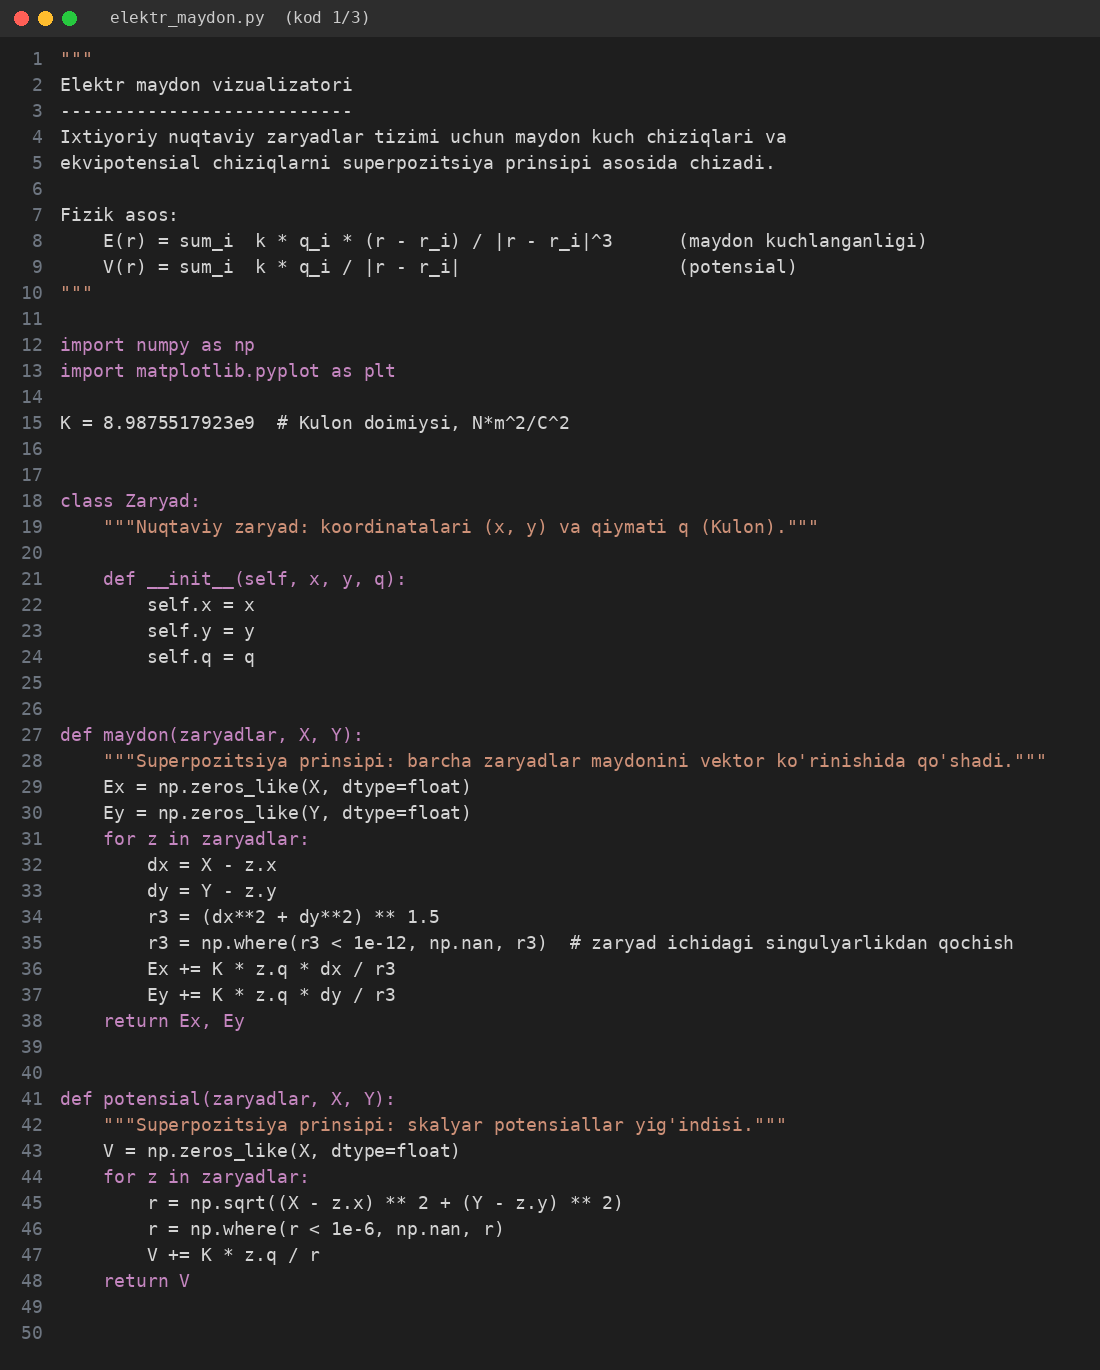 elektr_maydon.py  (kod 1/3)
1 """
2 Elektr maydon vizualizatori
3 ---------------------------
4 Ixtiyoriy nuqtaviy zaryadlar tizimi uchun maydon kuch chiziqlari va
5 ekvipotensial chiziqlarni superpozitsiya prinsipi asosida chizadi.
6
7 Fizik asos:
8     E(r) = sum_i  k * q_i * (r - r_i) / |r - r_i|^3      (maydon kuchlanganligi)
9     V(r) = sum_i  k * q_i / |r - r_i|                    (potensial)
10 """
11
12 import numpy as np
13 import matplotlib.pyplot as plt
14
15 K = 8.9875517923e9  # Kulon doimiysi, N*m^2/C^2
16
17
18 class Zaryad:
19     """Nuqtaviy zaryad: koordinatalari (x, y) va qiymati q (Kulon)."""
20
21     def __init__(self, x, y, q):
22         self.x = x
23         self.y = y
24         self.q = q
25
26
27 def maydon(zaryadlar, X, Y):
28     """Superpozitsiya prinsipi: barcha zaryadlar maydonini vektor ko'rinishida qo'shadi."""
29     Ex = np.zeros_like(X, dtype=float)
30     Ey = np.zeros_like(Y, dtype=float)
31     for z in zaryadlar:
32         dx = X - z.x
33         dy = Y - z.y
34         r3 = (dx**2 + dy**2) ** 1.5
35         r3 = np.where(r3 < 1e-12, np.nan, r3)  # zaryad ichidagi singulyarlikdan qochish
36         Ex += K * z.q * dx / r3
37         Ey += K * z.q * dy / r3
38     return Ex, Ey
39
40
41 def potensial(zaryadlar, X, Y):
42     """Superpozitsiya prinsipi: skalyar potensiallar yig'indisi."""
43     V = np.zeros_like(X, dtype=float)
44     for z in zaryadlar:
45         r = np.sqrt((X - z.x) ** 2 + (Y - z.y) ** 2)
46         r = np.where(r < 1e-6, np.nan, r)
47         V += K * z.q / r
48     return V
49
50